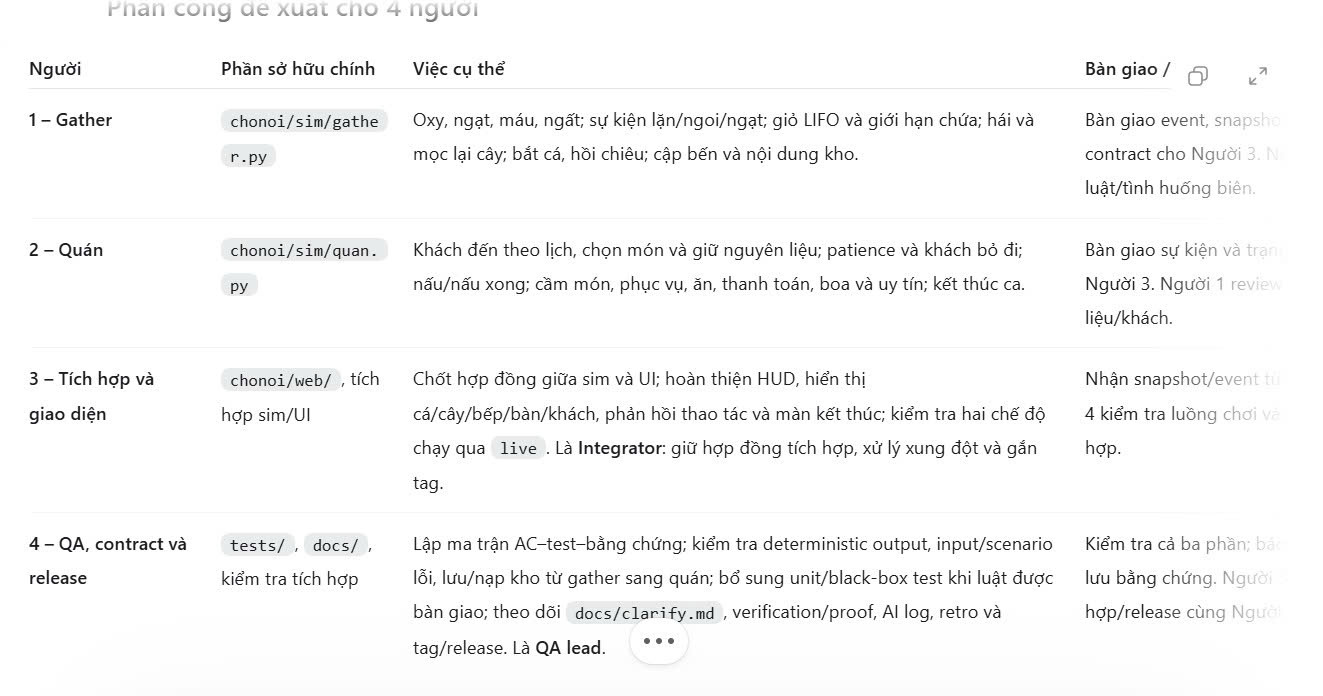 Phân công đề xuất cho 4 người
Người Phần sở hữu chính Việc cụ thể Bàn giao /
1 – Gather chonoi/sim/gathe Oxy, ngạt, máu, ngất; sự kiện lặn/ngoi/ngạt; giỏ LIFO và giới hạn chứa; hái và Bàn giao event, snapsho
r.py mọc lại cây; bắt cá, hồi chiêu; cập bến và nội dung kho. contract cho Người 3.
luật/tình huống biên.
2 – Quán chonoi/sim/quan. Khách đến theo lịch, chọn món và giữ nguyên liệu; patience và khách bỏ đi; Bàn giao sự kiện và
py nấu/nấu xong; cầm món, phục vụ, ăn, thanh toán, boa và uy tín; kết thúc ca. Người 3. Người 1 review
liệu/khách.
3 – Tích hợp và chonoi/web/ , tích Chốt hợp đồng giữa sim và UI; hoàn thiện HUD, hiển thị Nhận snapshot/event
giao diện hợp sim/UI cá/cây/bếp/bàn/khách, phản hồi thao tác và màn kết thúc; kiểm tra hai chế độ 4 kiểm tra luồng chơi
chạy qua live . Là Integrator: giữ hợp đồng tích hợp, xử lý xung đột và gắn hợp.
tag.
4 – QA, contract và tests/ , docs/ , Lập ma trận AC–test–bằng chứng; kiểm tra deterministic output, input/scenario Kiểm tra cả ba phần;
release kiểm tra tích hợp lỗi, lưu/nạp kho từ gather sang quán; bổ sung unit/black-box test khi luật được lưu bằng chứng. Người
bàn giao; theo dõi docs/clarify.md , verification/proof, AI log, retro và hợp/release cùng
tag/release. Là QA lead.